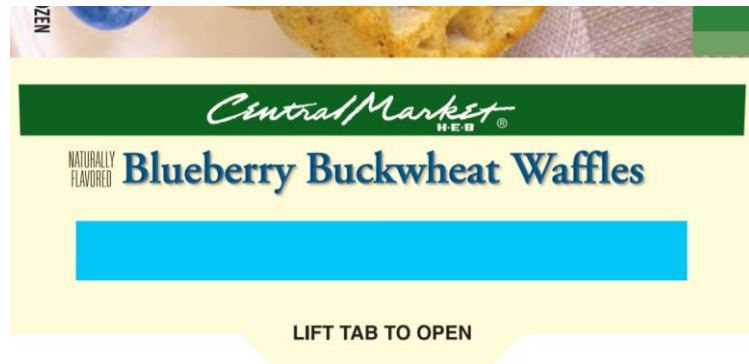 ZEN
Central Market
H-E-B ®
NATURALLY
FLAVORED
Blueberry Buckwheat Waffles
LIFT TAB TO OPEN